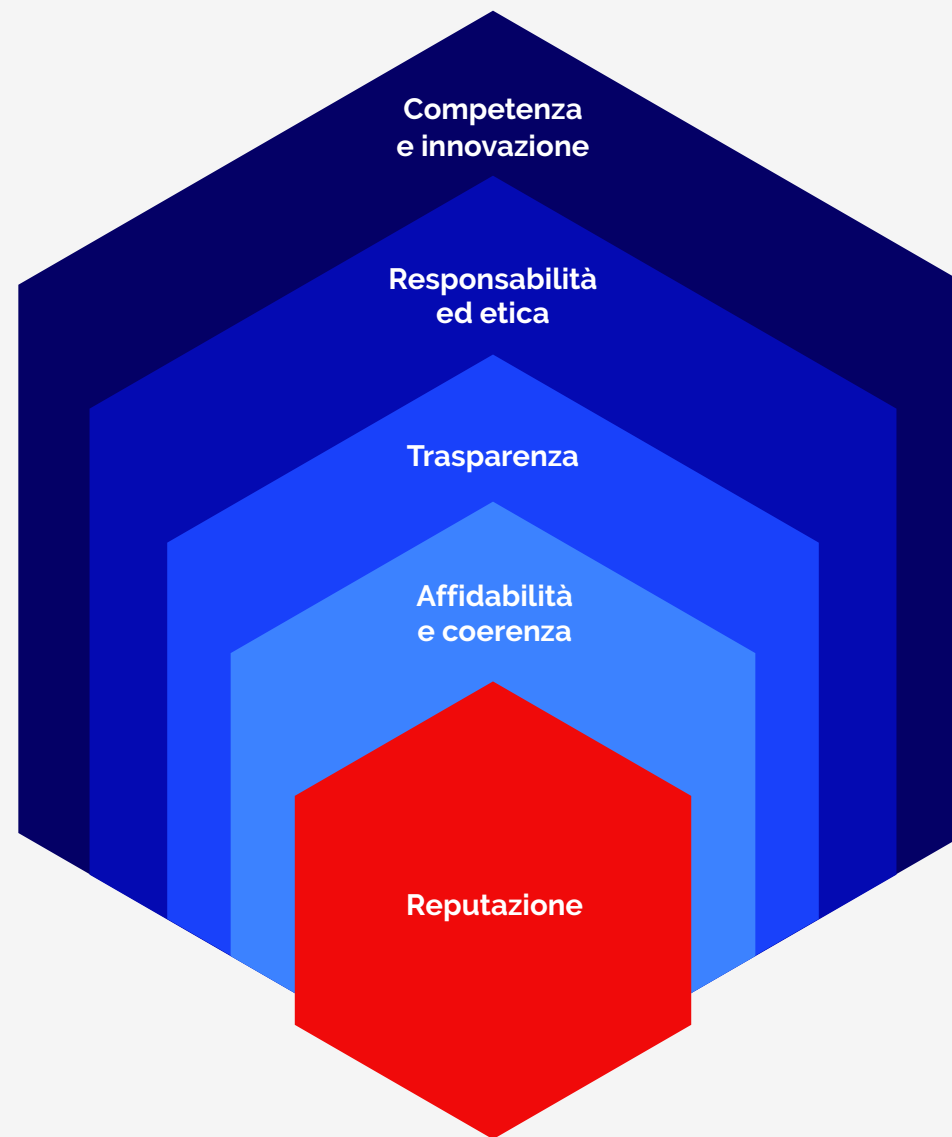 Competenza
e innovazione
Responsabilità
ed etica
Trasparenza
Affidabilità
e coerenza
Reputazione